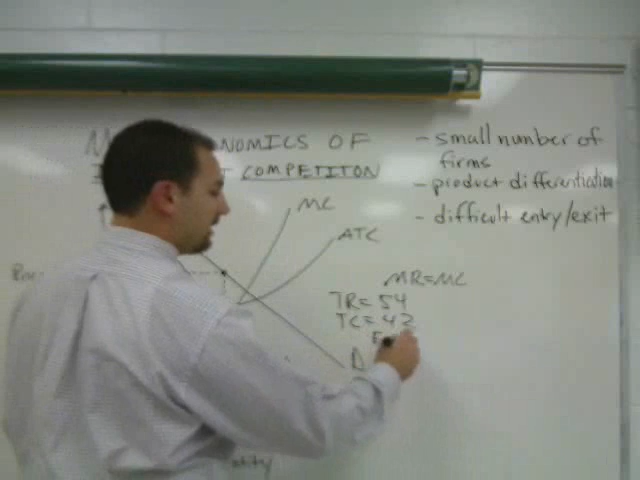 NOMICS OF
COMPETITON
- small number of
firms
- product differentiation
- difficult entry/exit
MC
ATC
MR=MC
TR= 54
TC= 42
D